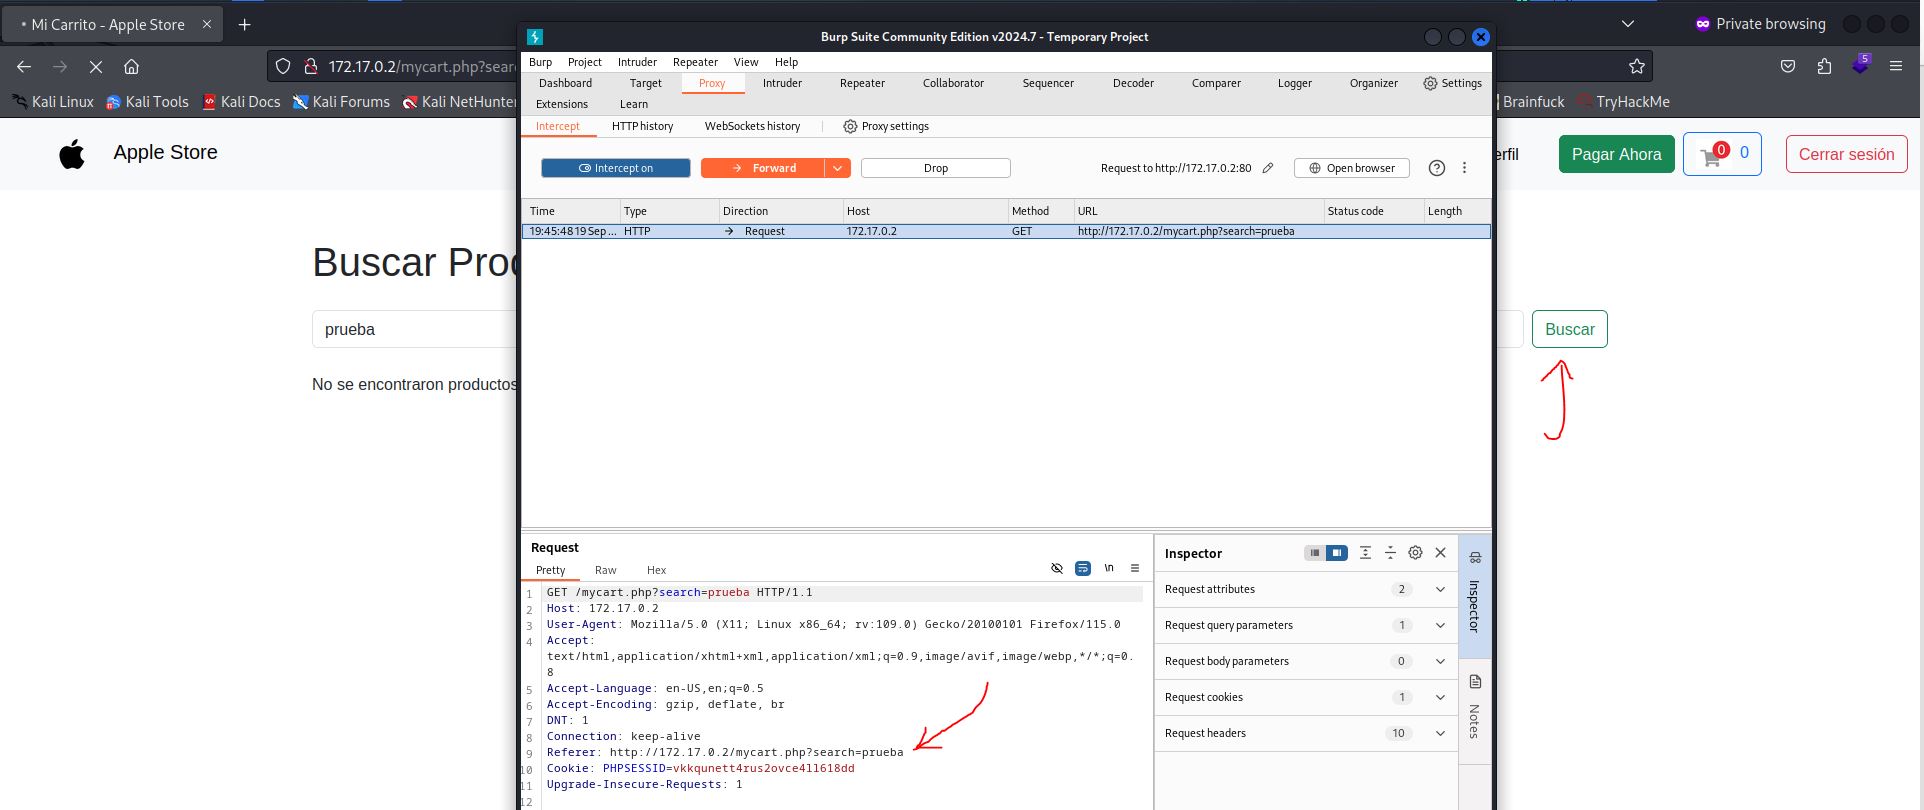 Mi Carrito - Apple Store
Private browsing
172.17.0.2/mycart.php?sear
5
Kali Linux Kali Tools Kali Docs Kali Forums Kali NetHunter
Brainfuck TryHackMe
Apple Store
erfil
Pagar Ahora
0 0
Cerrar sesión
Buscar Pro
prueba
Buscar
No se encontraron productos
Burp Suite Community Edition v2024.7 - Temporary Project
Burp Project Intruder Repeater View Help
Dashboard Target Proxy Intruder Repeater Collaborator Sequencer Decoder Comparer Logger Organizer Settings
Extensions Learn
Intercept HTTP history WebSockets history Proxy settings
Intercept on Forward Drop Request to http://172.17.0.2:80 Open browser
Time Type Direction Host Method URL Status code Length
19:45:48 19 Sep ... HTTP → Request 172.17.0.2 GET http://172.17.0.2/mycart.php?search=prueba
Request
Pretty Raw Hex
\n
1 GET /mycart.php?search=prueba HTTP/1.1
2 Host: 172.17.0.2
3 User-Agent: Mozilla/5.0 (X11; Linux x86_64; rv:109.0) Gecko/20100101 Firefox/115.0
4 Accept:
text/html,application/xhtml+xml,application/xml;q=0.9,image/avif,image/webp,*/*;q=0.
8
5 Accept-Language: en-US,en;q=0.5
6 Accept-Encoding: gzip, deflate, br
7 DNT: 1
8 Connection: keep-alive
9 Referer: http://172.17.0.2/mycart.php?search=prueba
10 Cookie: PHPSESSID=vkkqunett4rus2ovce4ll618dd
11 Upgrade-Insecure-Requests: 1
12
Inspector
Request attributes 2
Request query parameters 1
Request body parameters 0
Request cookies 1
Request headers 10
Inspector
Notes